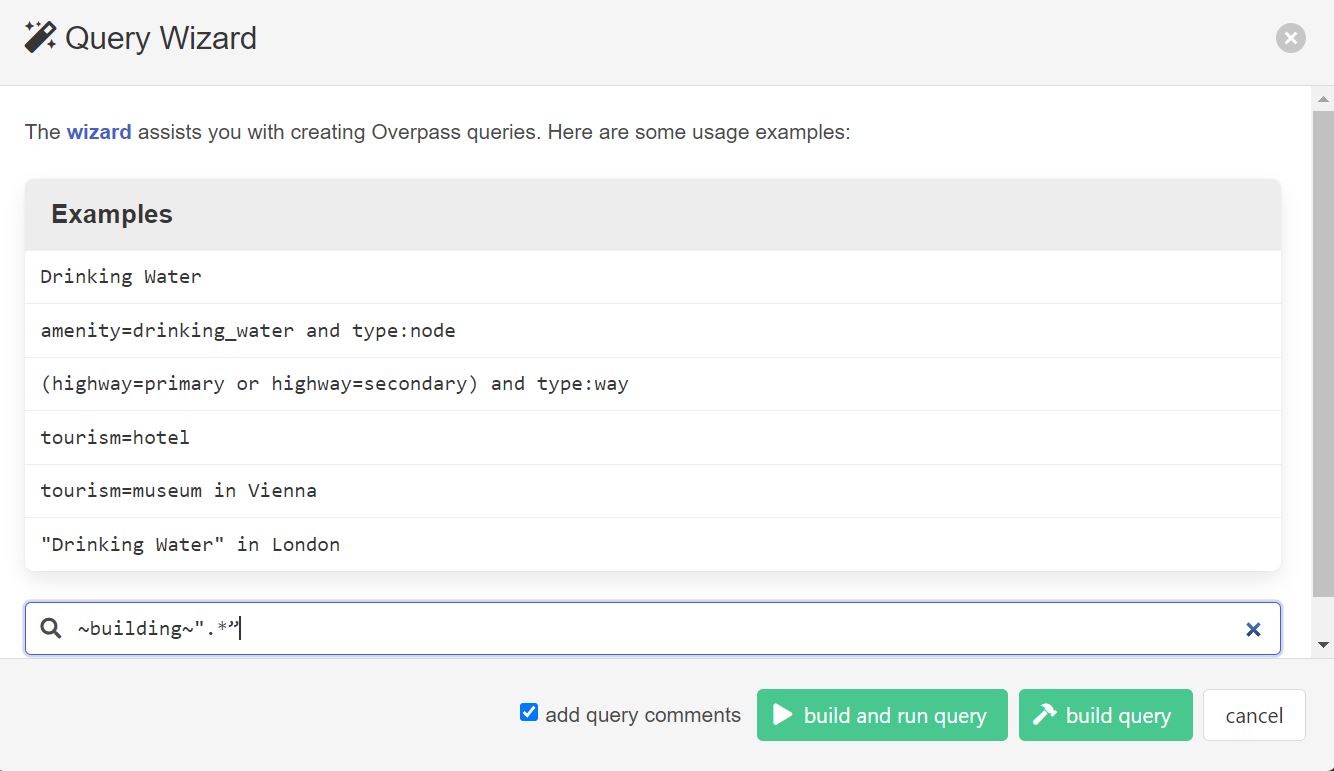 Query Wizard
The wizard assists you with creating Overpass queries. Here are some usage examples:
Examples
Drinking Water
amenity=drinking_water and type:node
(highway=primary or highway=secondary) and type:way
tourism=hotel
tourism=museum in Vienna
"Drinking Water" in London
~building~".*”
add query comments
build and run query
build query
cancel